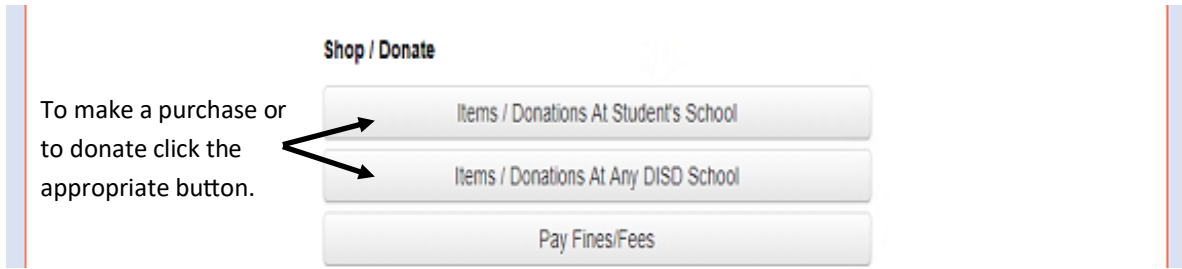 Shop / Donate
To make a purchase or
to donate click the
appropriate button.
Items / Donations At Student's School
Items / Donations At Any DISD School
Pay Fines/Fees